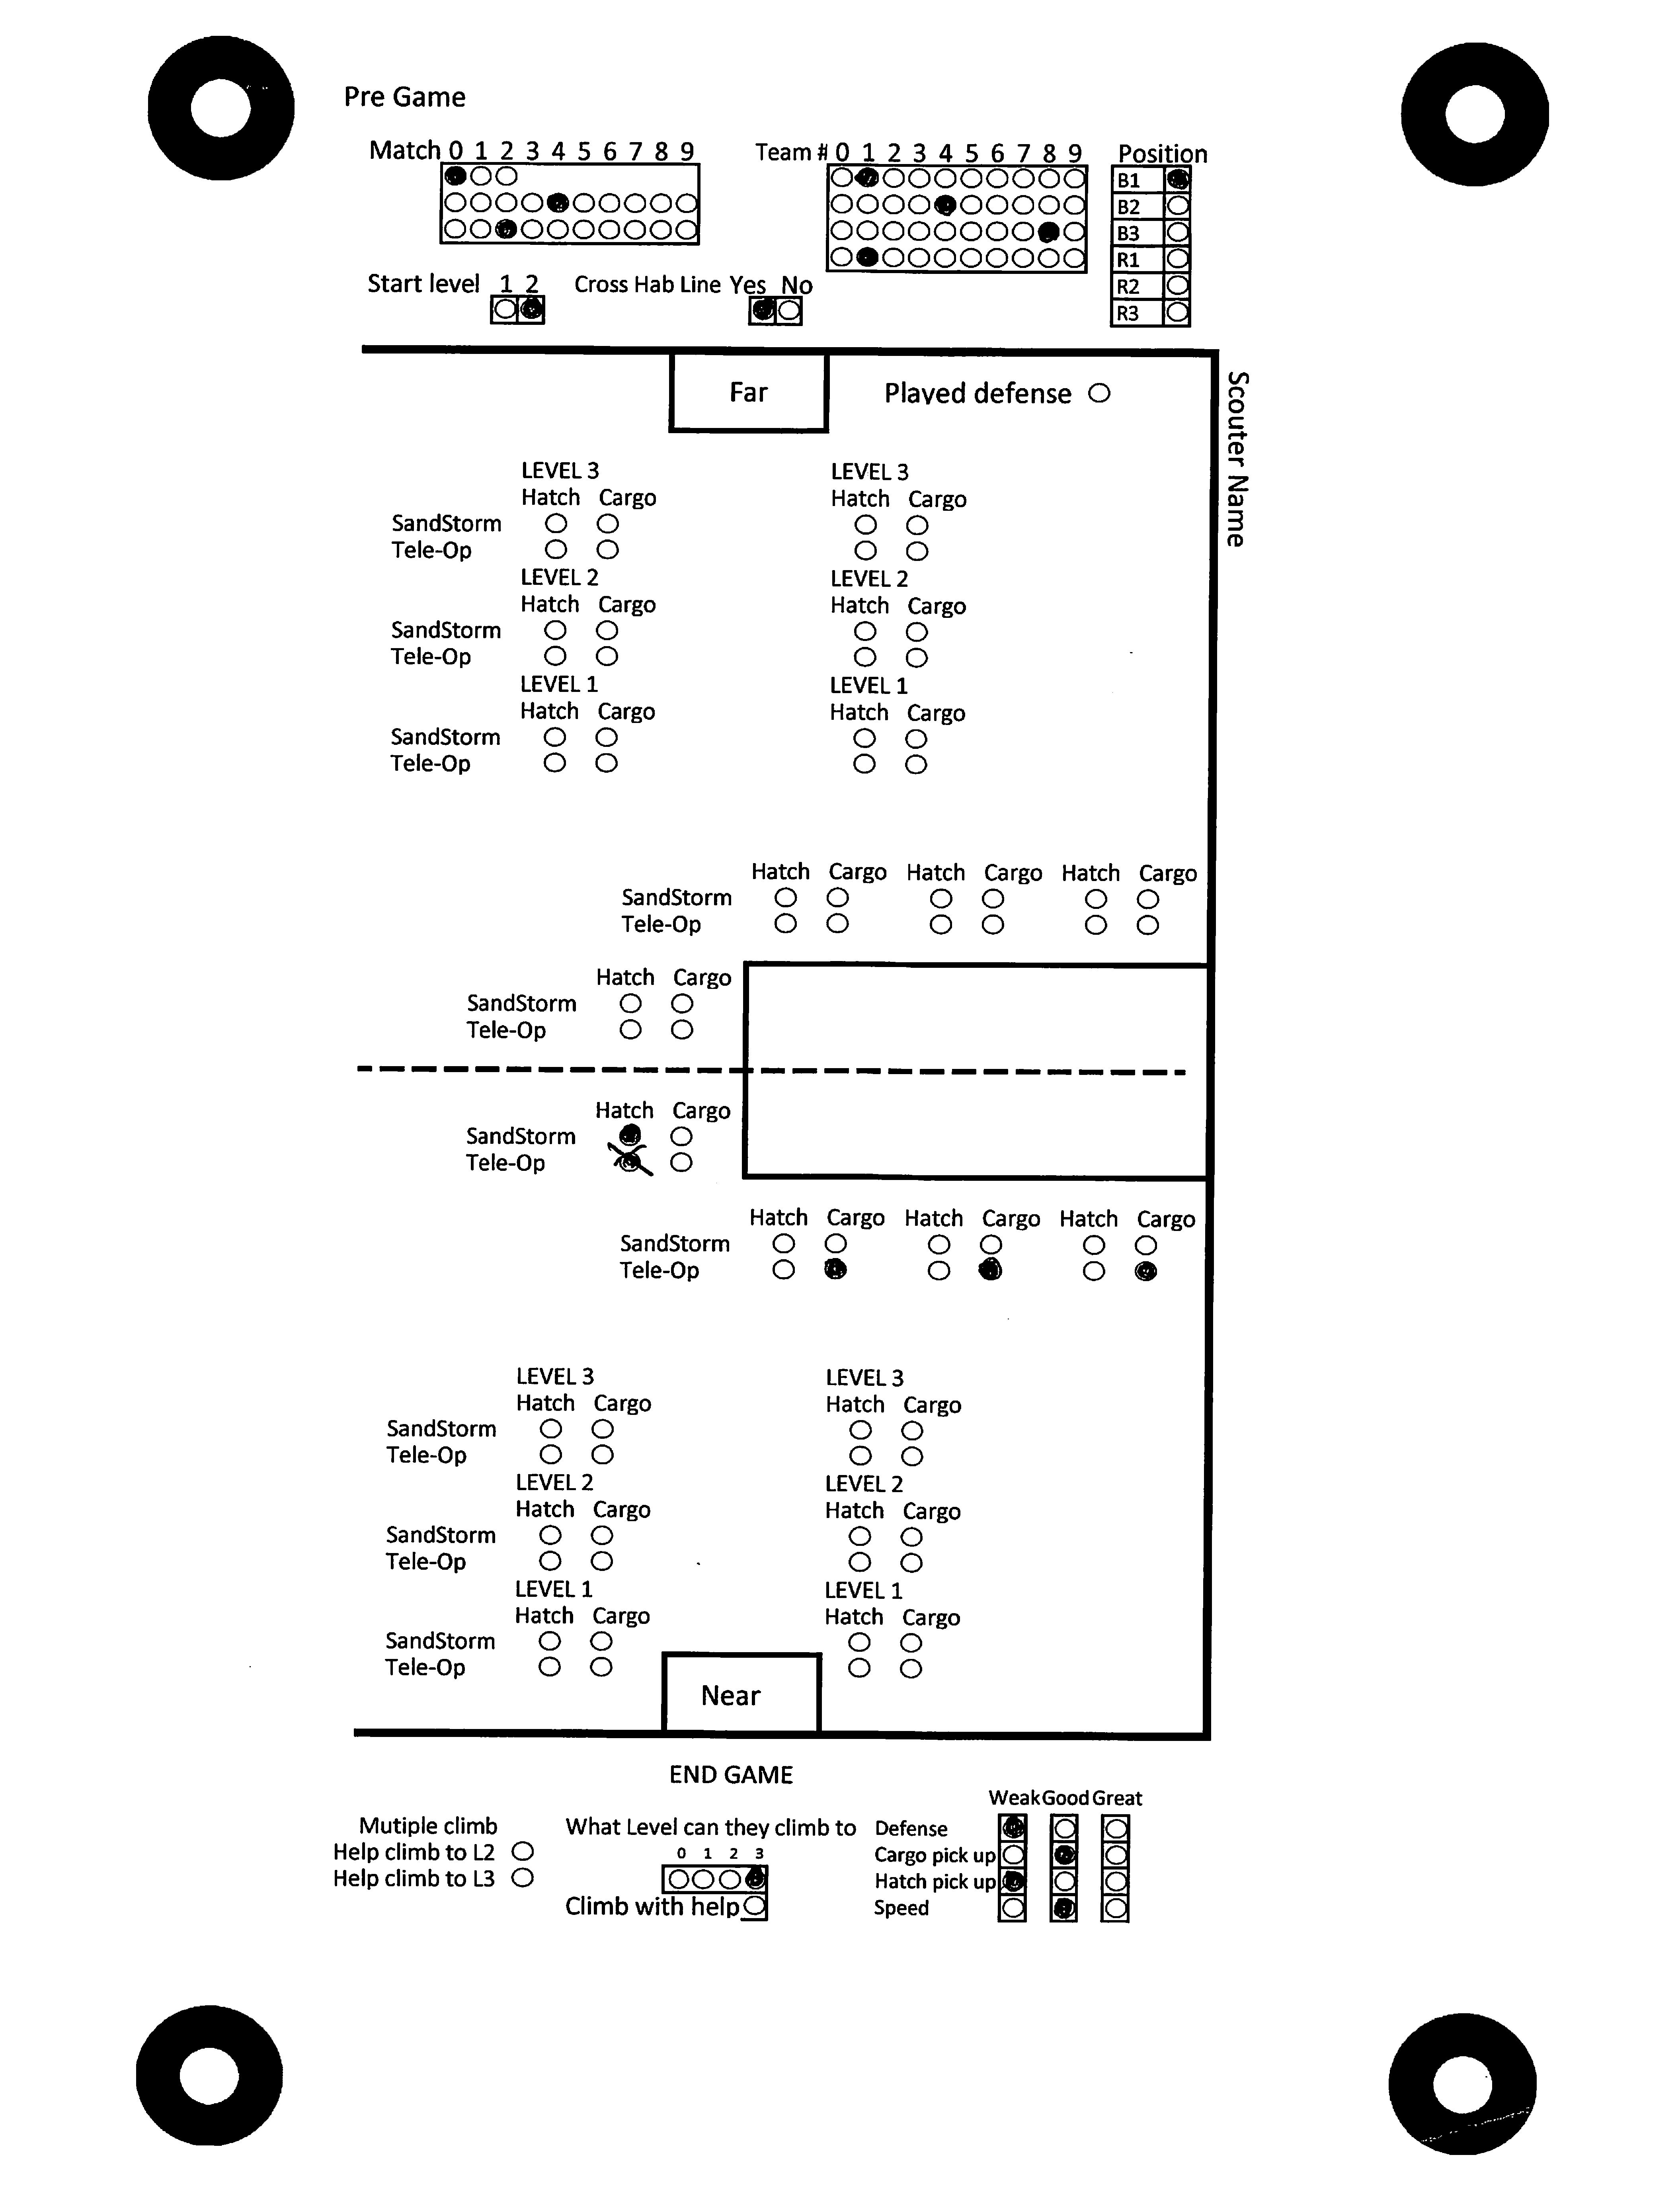 Pre Game
Match 0 1 2 3 4 5 6 7 8 9
Team # 0 1 2 3 4 5 6 7 8 9
Position
B1
B2
B3
R1
R2
R3
Start level 1 2
Cross Hab Line Yes No
Far
Played defense
Scouter Name
LEVEL 3 LEVEL 3
Hatch Cargo Hatch Cargo
SandStorm
Tele-Op
LEVEL 2 LEVEL 2
Hatch Cargo Hatch Cargo
SandStorm
Tele-Op
LEVEL 1 LEVEL 1
Hatch Cargo Hatch Cargo
SandStorm
Tele-Op
Hatch Cargo Hatch Cargo Hatch Cargo
SandStorm
Tele-Op
Hatch Cargo
SandStorm
Tele-Op
Hatch Cargo
SandStorm
Tele-Op
Hatch Cargo Hatch Cargo Hatch Cargo
SandStorm
Tele-Op
LEVEL 3 LEVEL 3
Hatch Cargo Hatch Cargo
SandStorm
Tele-Op
LEVEL 2 LEVEL 2
Hatch Cargo Hatch Cargo
SandStorm
Tele-Op
LEVEL 1 LEVEL 1
Hatch Cargo Hatch Cargo
SandStorm
Tele-Op
Near
END GAME
Mutiple climb
Help climb to L2
Help climb to L3
What Level can they climb to
0 1 2 3
Climb with help
Weak Good Great
Defense
Cargo pick up
Hatch pick up
Speed